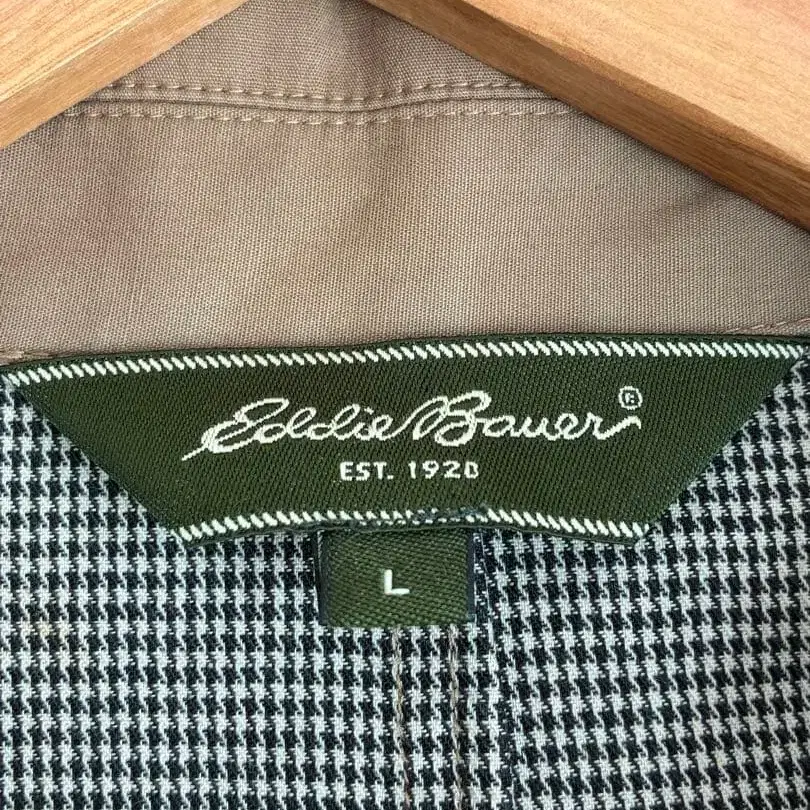 Eddie Bauer®
EST. 1920
L